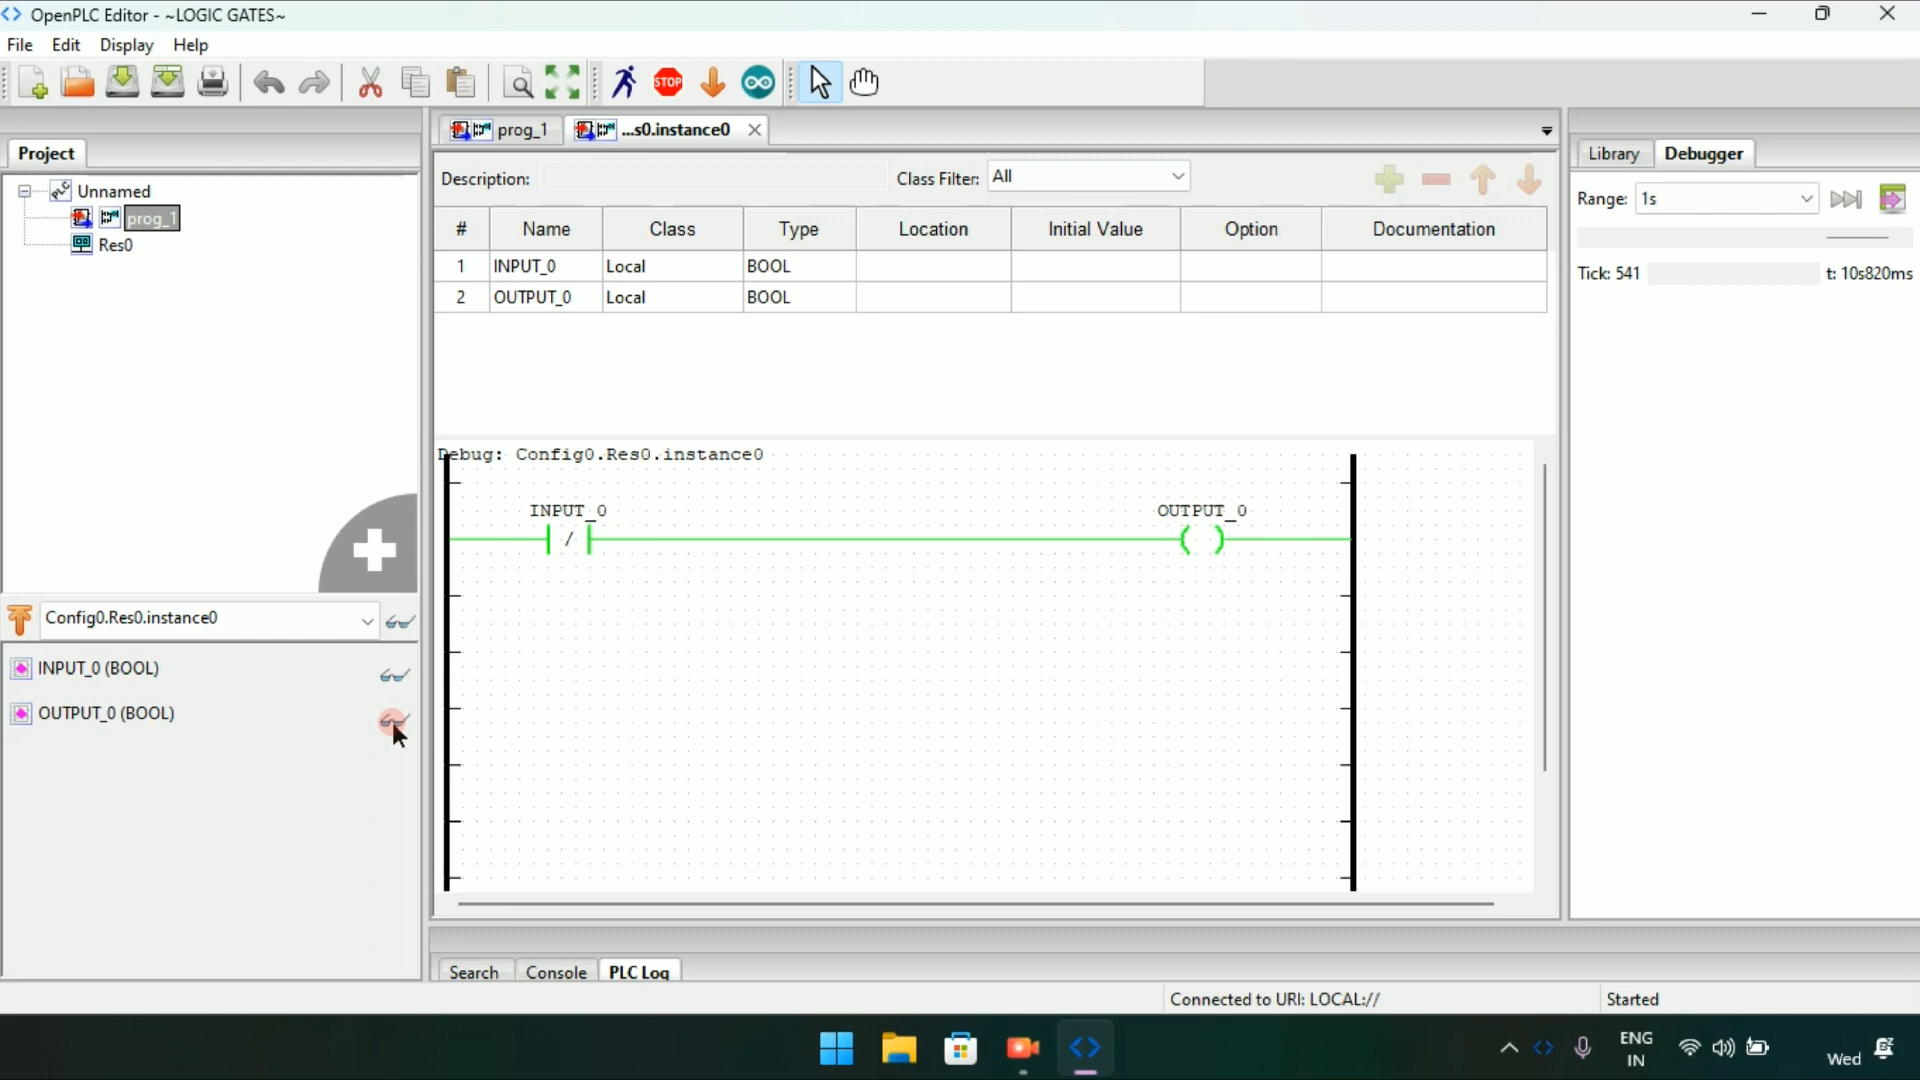 OpenPLC Editor - ~LOGIC GATES~
File Edit Display Help
STOP
Project
Unnamed
prog_1
Res0
Config0.Res0.instance0
INPUT_0 (BOOL)
OUTPUT_0 (BOOL)
prog_1 ...s0.instance0
Description: Class Filter: All
# Name Class Type Location Initial Value Option Documentation
1 INPUT_0 Local BOOL
2 OUTPUT_0 Local BOOL
Debug: Config0.Res0.instance0
INPUT_0 OUTPUT_0
/ ( )
Search Console PLC Log
Library Debugger
Range: 1s
Tick: 541 t: 10s820ms
Connected to URI: LOCAL:// Started
ENG
IN
Wed